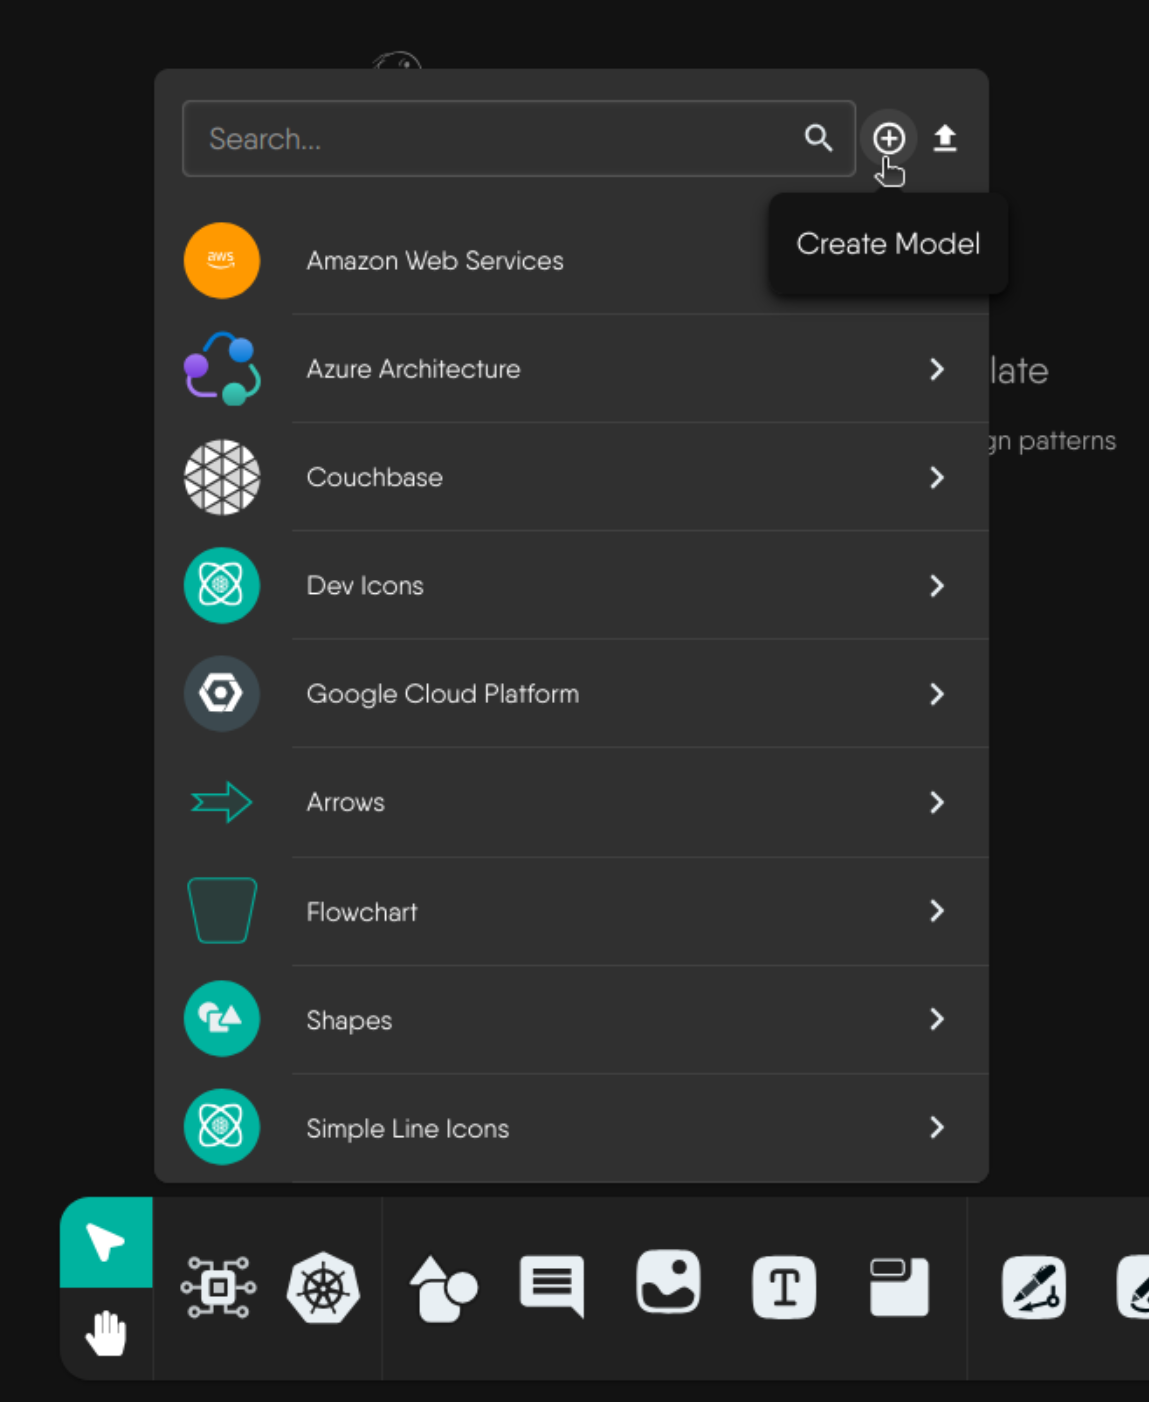 Search...
Create Model
aws
Amazon Web Services
Azure Architecture
late
Couchbase
gn patterns
Dev Icons
Google Cloud Platform
Arrows
Flowchart
Shapes
Simple Line Icons
T